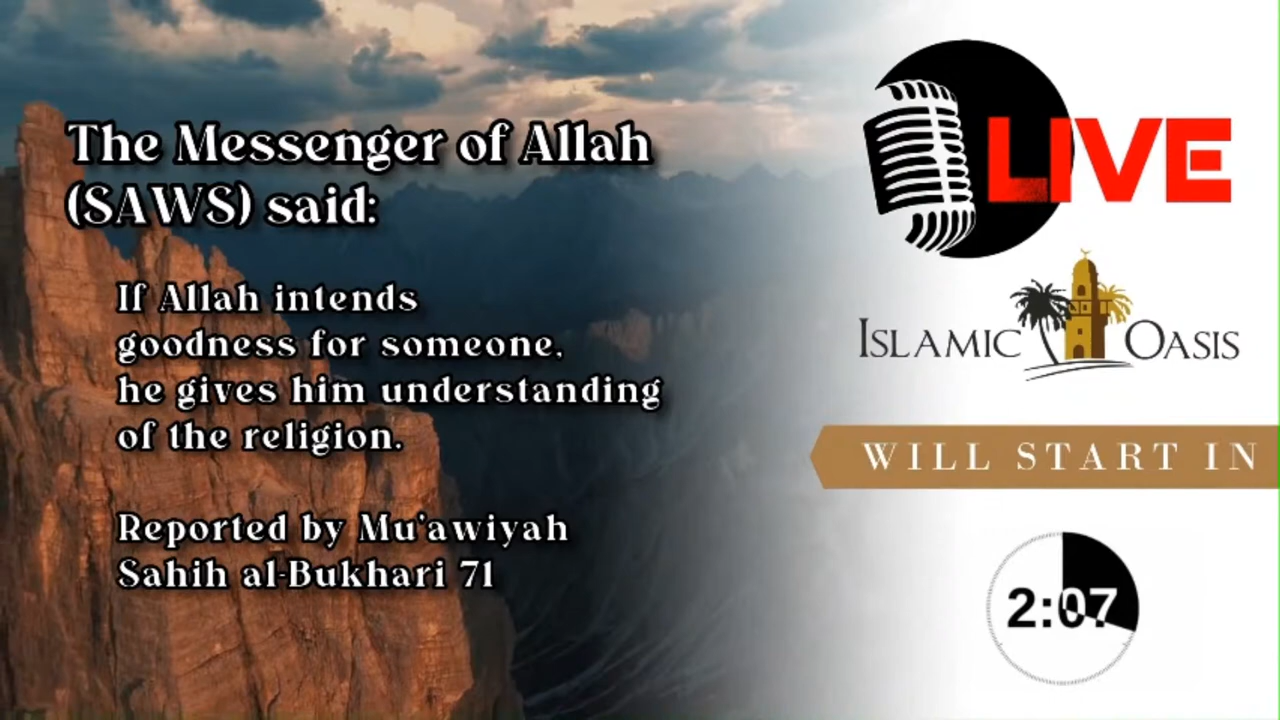 The Messenger of Allah
(SAWS) said:
If Allah intends
goodness for someone,
he gives him understanding
of the religion.
Reported by Mu'awiyah
Sahih al-Bukhari 71
LIVE
ISLAMIC OASIS
WILL START IN
2:07